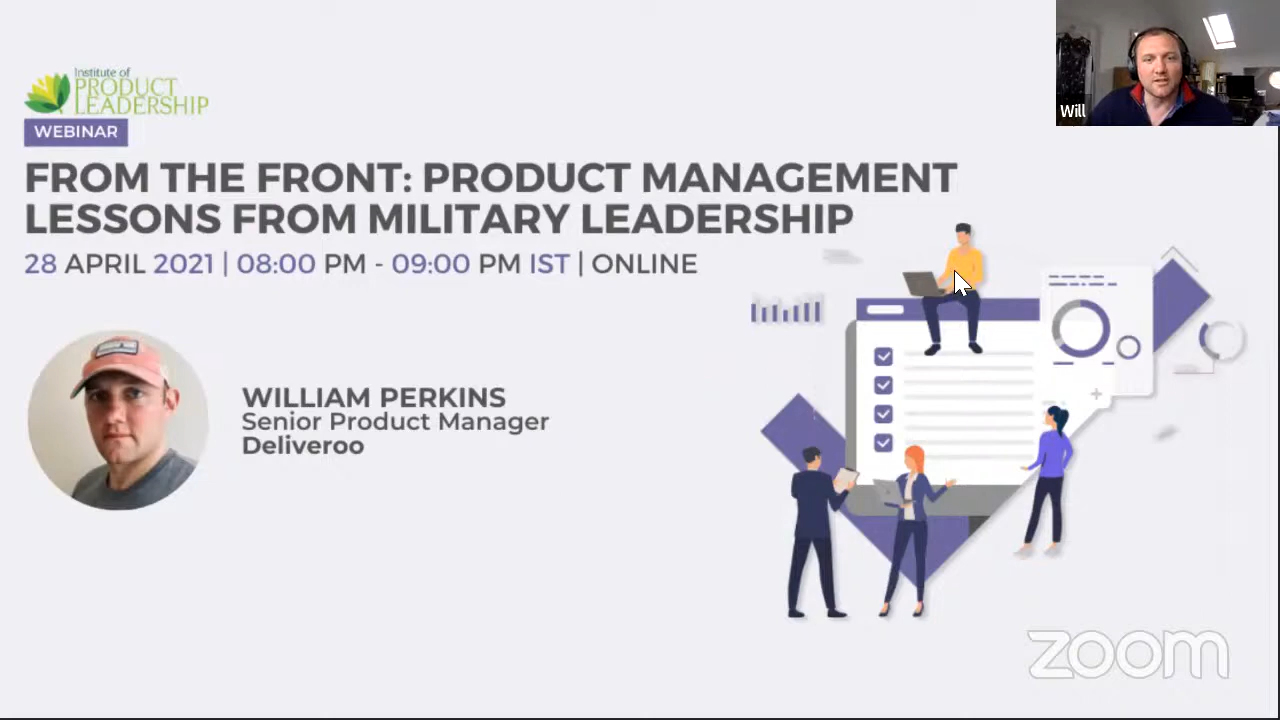 Institute of
PRODUCT
LEADERSHIP
WEBINAR
FROM THE FRONT: PRODUCT MANAGEMENT
LESSONS FROM MILITARY LEADERSHIP
28 APRIL 2021 | 08:00 PM - 09:00 PM IST | ONLINE
WILLIAM PERKINS
Senior Product Manager
Deliveroo
Will
zoom